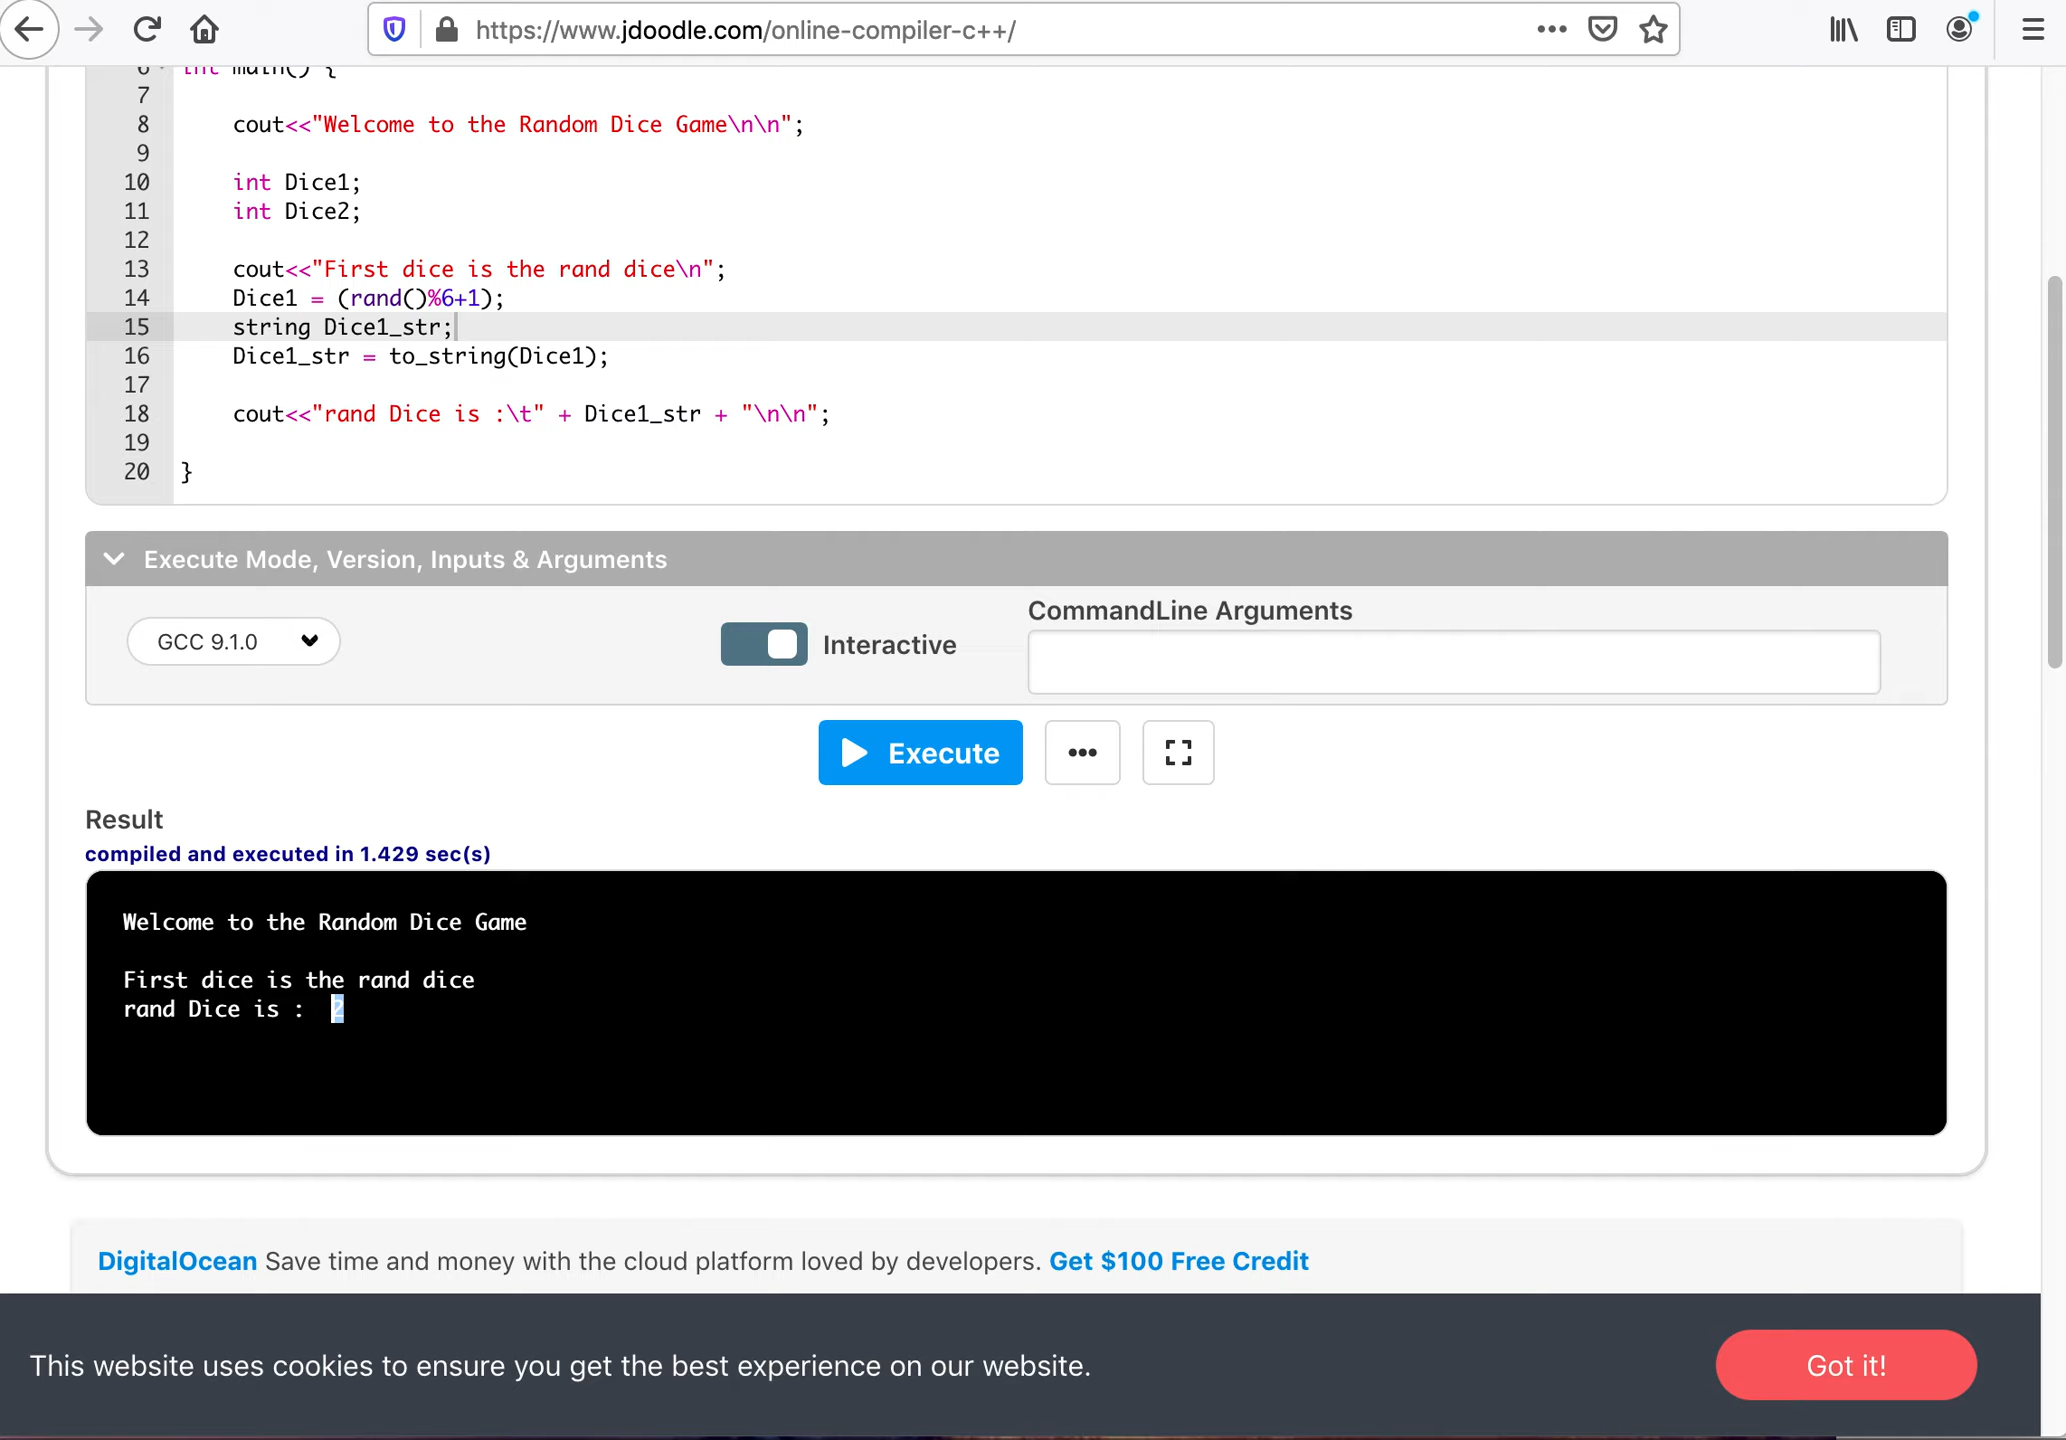 https://www.jdoodle.com/online-compiler-c++/
6 int main() {
7
8 cout<<"Welcome to the Random Dice Game\n\n";
9
10 int Dice1;
11 int Dice2;
12
13 cout<<"First dice is the rand dice\n";
14 Dice1 = (rand()%6+1);
15 string Dice1_str;
16 Dice1_str = to_string(Dice1);
17
18 cout<<"rand Dice is :\t" + Dice1_str + "\n\n";
19
20 }
Execute Mode, Version, Inputs & Arguments
CommandLine Arguments
GCC 9.1.0
Interactive
Execute
Result
compiled and executed in 1.429 sec(s)
Welcome to the Random Dice Game
First dice is the rand dice
rand Dice is : 2
DigitalOcean Save time and money with the cloud platform loved by developers. Get $100 Free Credit
This website uses cookies to ensure you get the best experience on our website.
Got it!